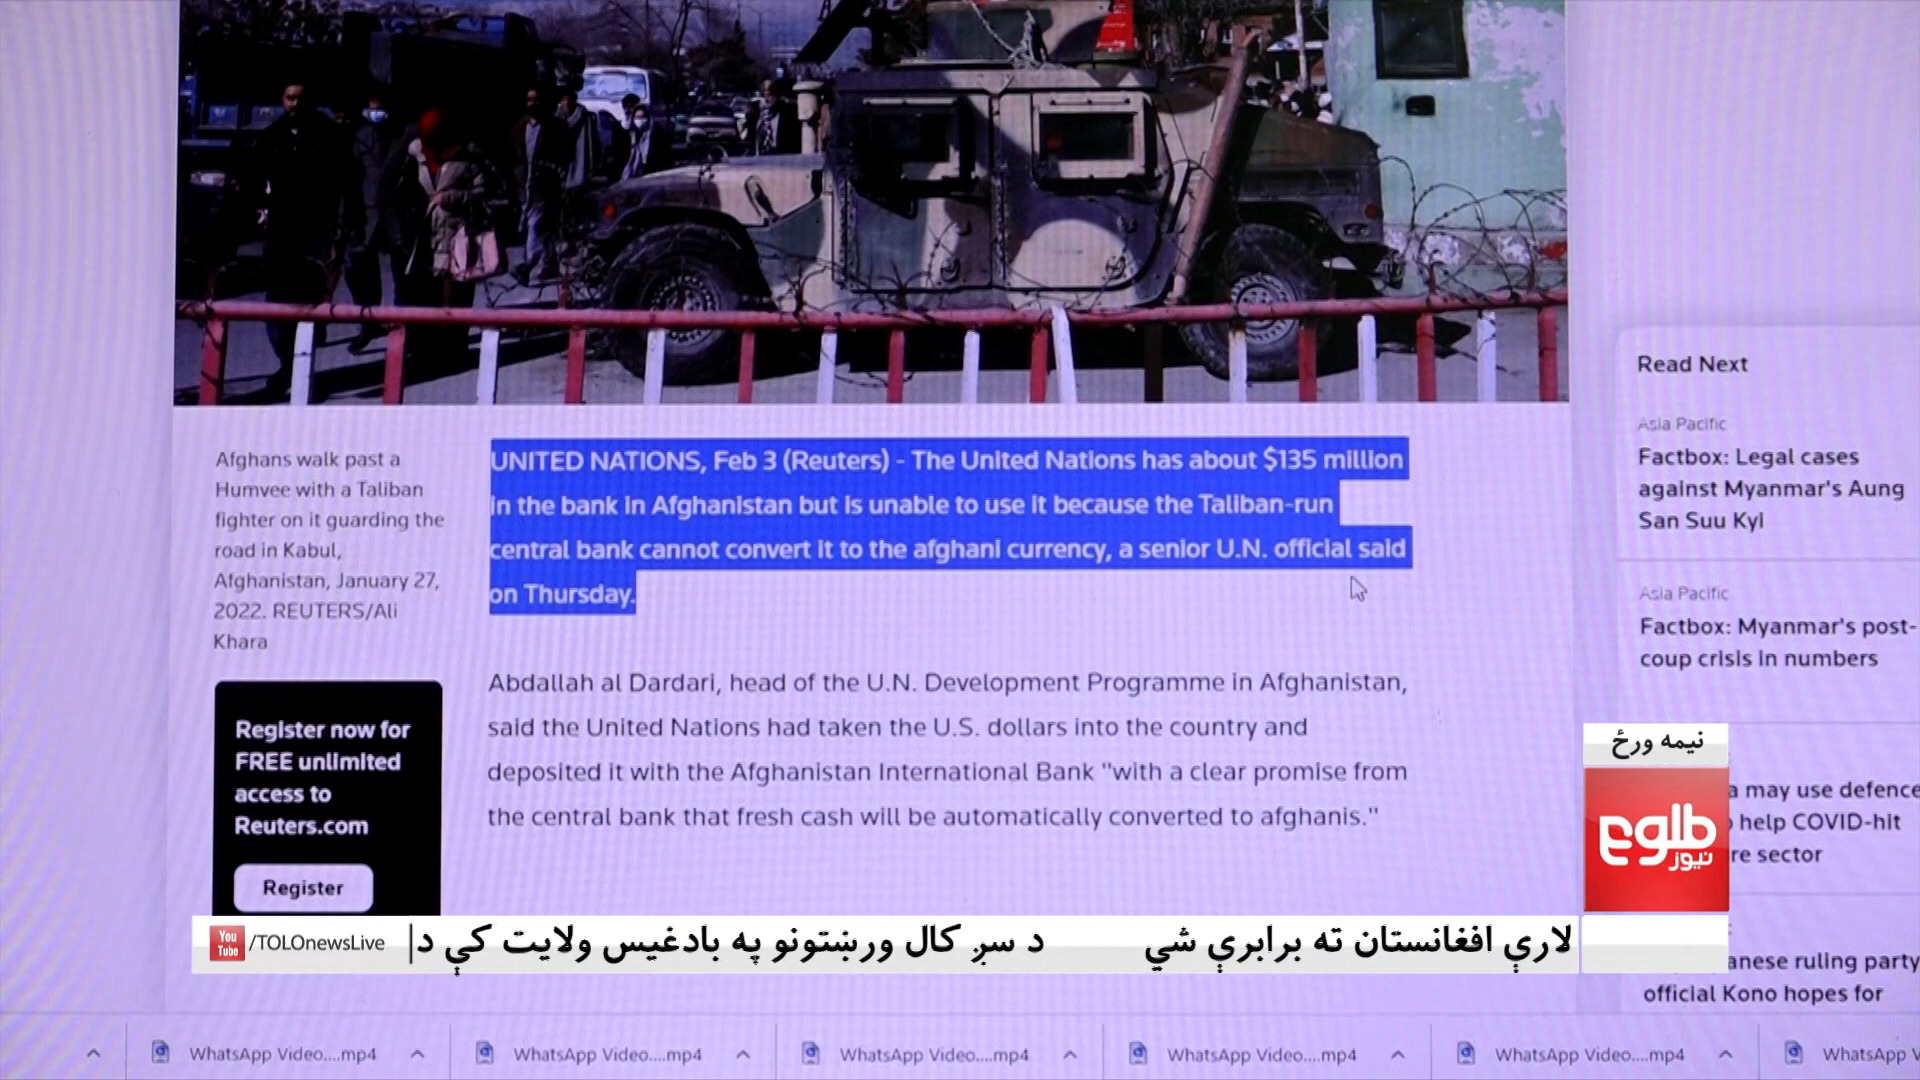 Afghans walk past a
Humvee with a Taliban
fighter on it guarding the
road in Kabul,
Afghanistan, January 27,
2022. REUTERS/Ali
Khara
UNITED NATIONS, Feb 3 (Reuters) - The United Nations has about $135 million
in the bank in Afghanistan but is unable to use it because the Taliban-run
central bank cannot convert it to the afghani currency, a senior U.N. official said
on Thursday.
Abdallah al Dardari, head of the U.N. Development Programme in Afghanistan,
said the United Nations had taken the U.S. dollars into the country and
deposited it with the Afghanistan International Bank "with a clear promise from
the central bank that fresh cash will be automatically converted to afghanis."
Register now for
FREE unlimited
access to
Reuters.com
Register
Read Next
Asia Pacific
Factbox: Legal cases
against Myanmar's Aung
San Suu Kyi
Asia Pacific
Factbox: Myanmar's post-
coup crisis in numbers
a may use defence
help COVID-hit
re sector
anese ruling party
official Kono hopes for
نیمه ورځ
طلوع
نیوز
You
Tube
/TOLOnewsLive
لارې افغانستان ته برابرې شي
د سږ کال ورښتونو په بادغیس ولایت کې د
WhatsApp Video....mp4
WhatsApp Video....mp4
WhatsApp Video....mp4
WhatsApp Video....mp4
WhatsApp Video....mp4
WhatsApp V